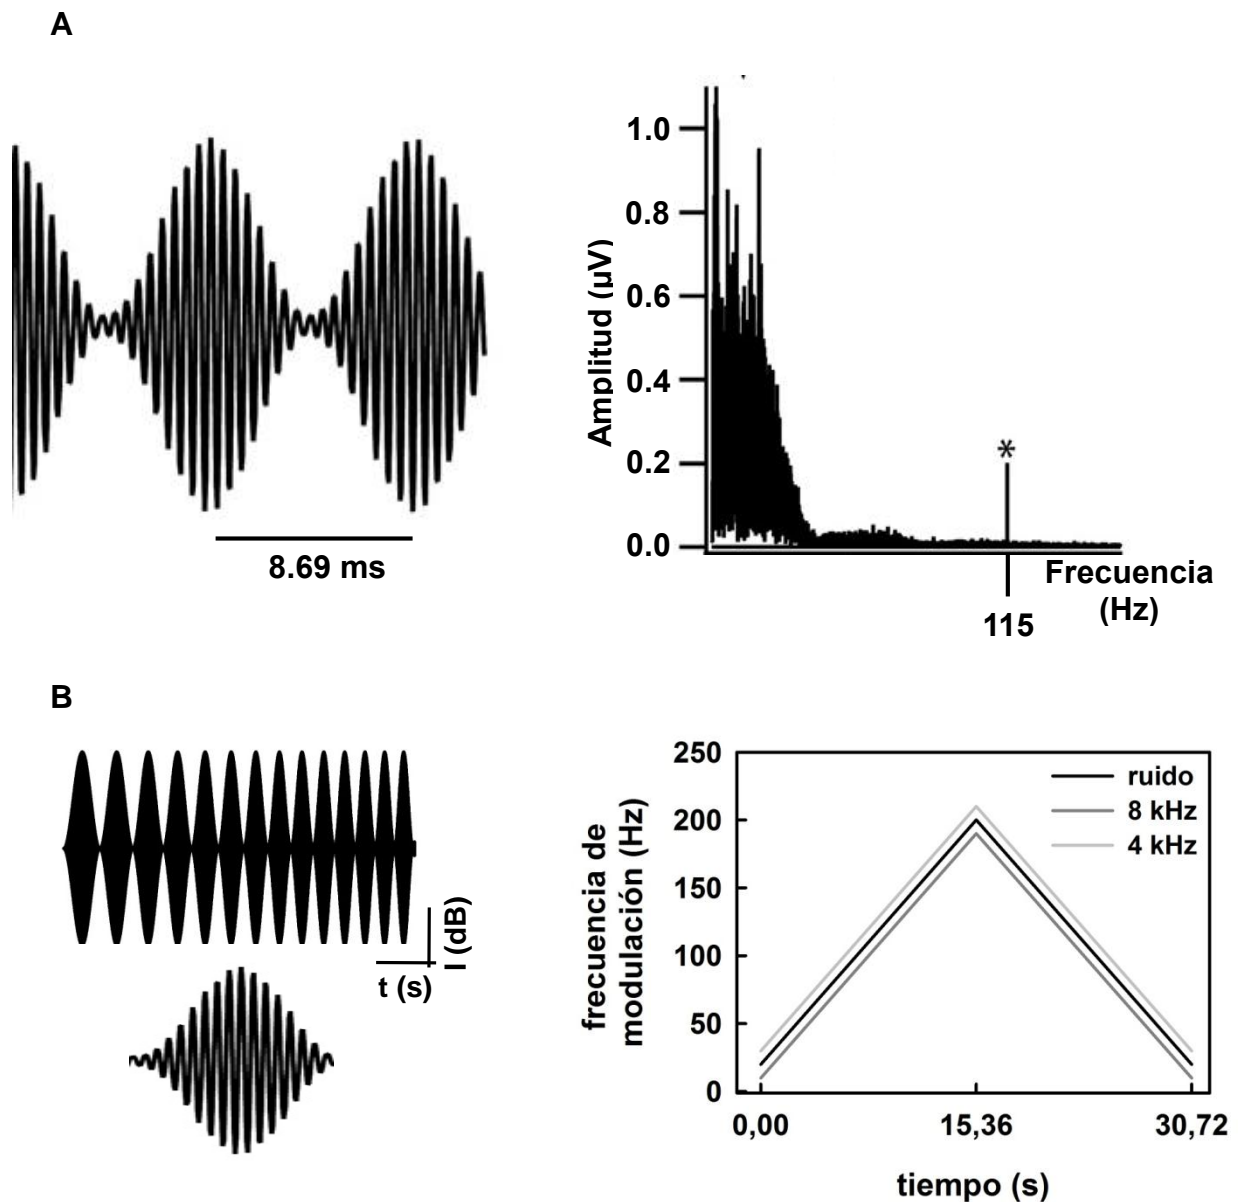 A
1.0
0.8
0.6
0.4
0.2
0.0
Amplitud (µV)
*
8.69 ms
115
Frecuencia
(Hz)
B
I (dB)
t (s)
250
200
150
100
50
0
frecuencia de
modulación (Hz)
ruido
8 kHz
4 kHz
0,00
15,36
30,72
tiempo (s)